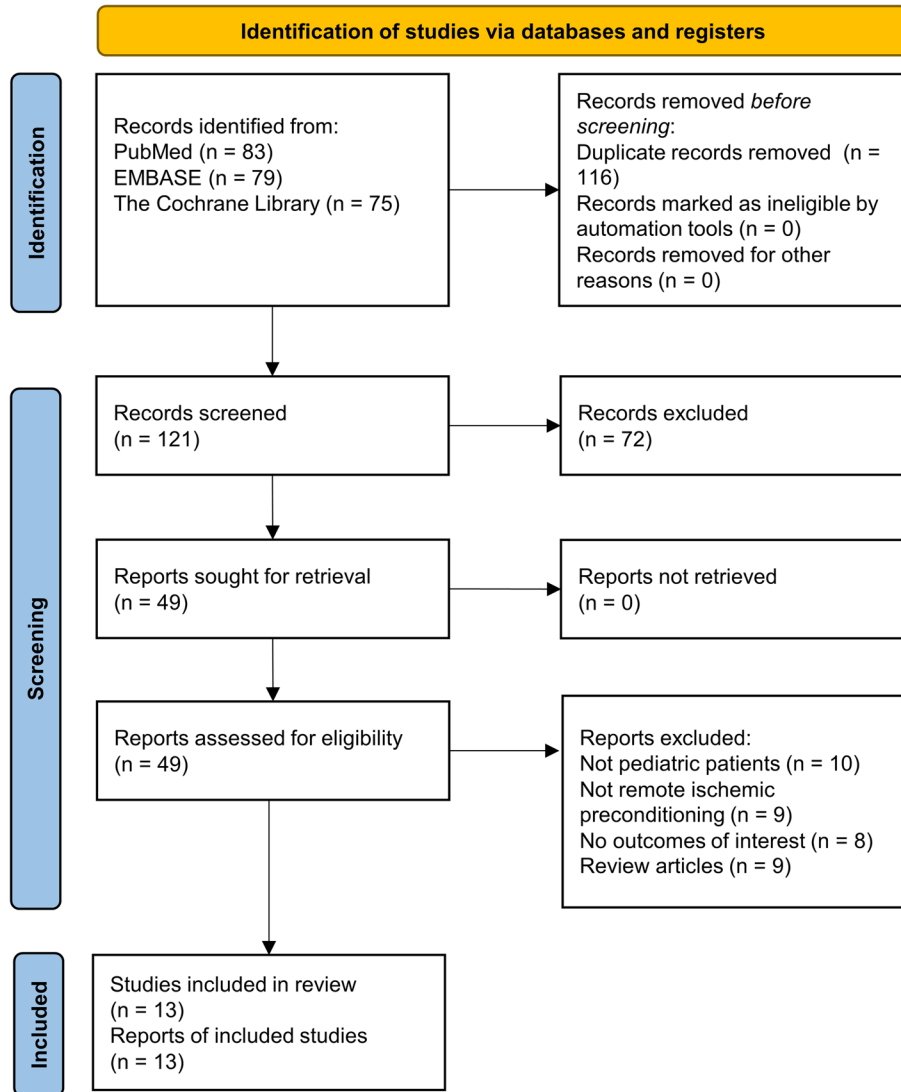 Identification of studies via databases and registers
Identification
Records identified from:
PubMed (n = 83)
EMBASE (n = 79)
The Cochrane Library (n = 75)
Records removed before
screening:
Duplicate records removed  (n =
116)
Records marked as ineligible by
automation tools (n = 0)
Records removed for other
reasons (n = 0)
Screening
Records screened
(n = 121)
Records excluded
(n = 72)
Reports sought for retrieval
(n = 49)
Reports not retrieved
(n = 0)
Reports assessed for eligibility
(n = 49)
Reports excluded:
Not pediatric patients (n = 10)
Not remote ischemic
preconditioning (n = 9)
No outcomes of interest (n = 8)
Review articles (n = 9)
Included
Studies included in review
(n = 13)
Reports of included studies
(n = 13)